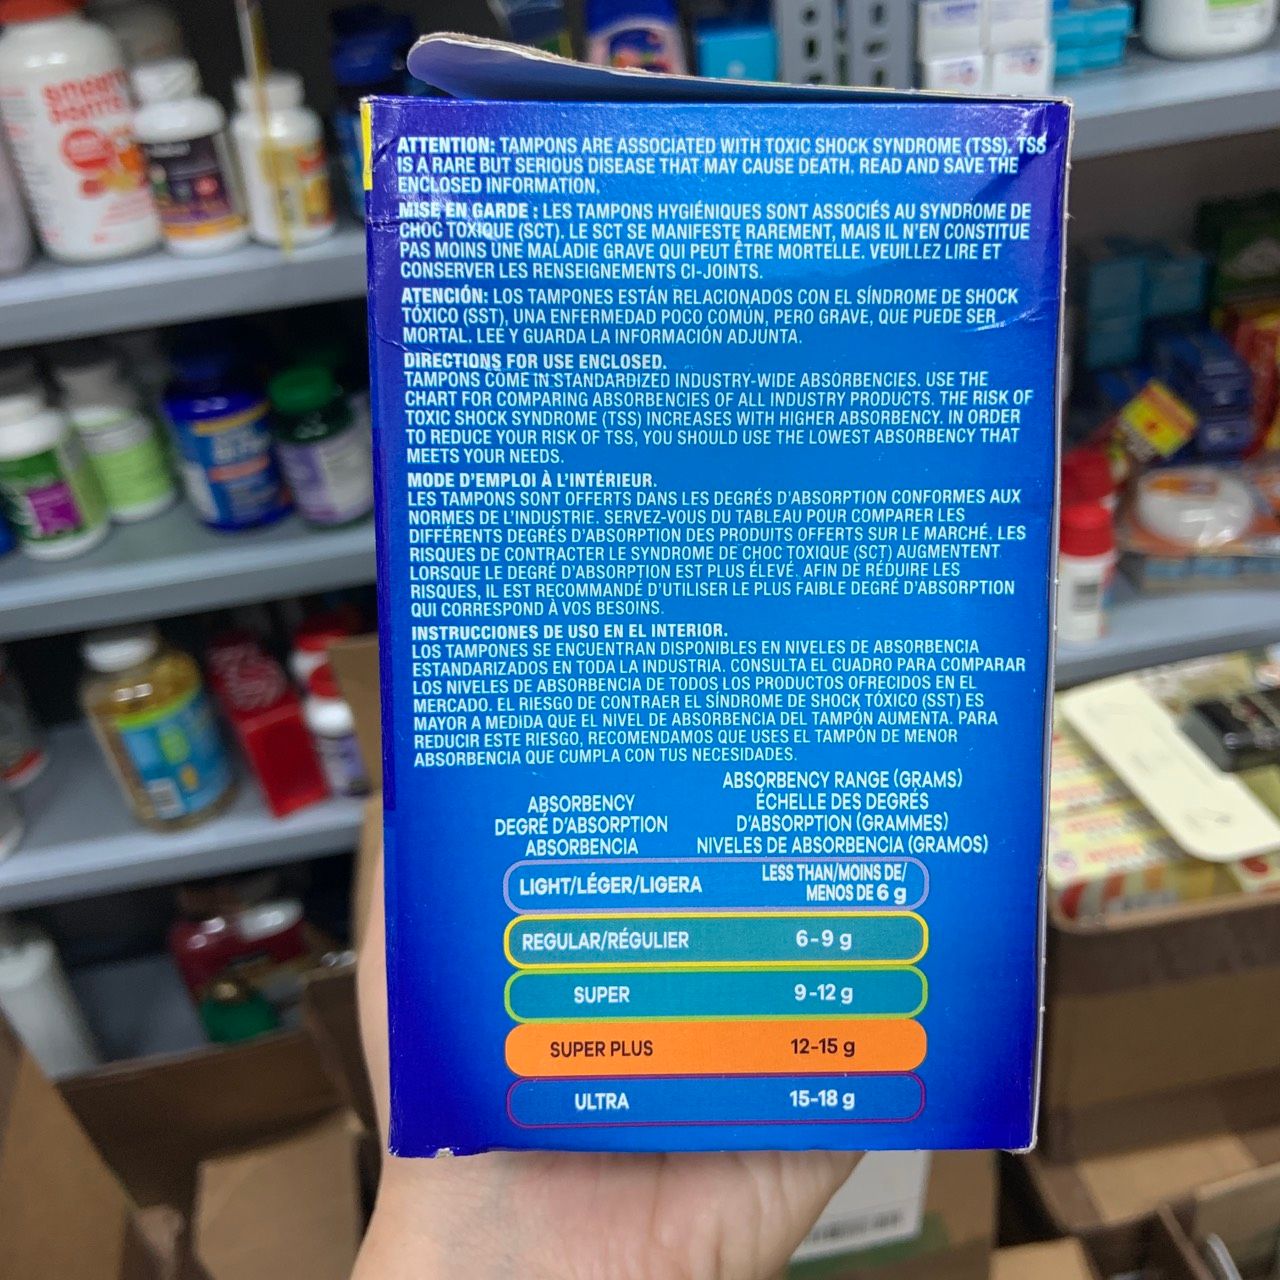 ATTENTION: TAMPONS ARE ASSOCIATED WITH TOXIC SHOCK SYNDROME (TSS). TSS
IS A RARE BUT SERIOUS DISEASE THAT MAY CAUSE DEATH. READ AND SAVE THE
ENCLOSED INFORMATION.
MISE EN GARDE : LES TAMPONS HYGIÉNIQUES SONT ASSOCIÉS AU SYNDROME DE
CHOC TOXIQUE (SCT). LE SCT SE MANIFESTE RAREMENT, MAIS IL N'EN CONSTITUE
PAS MOINS UNE MALADIE GRAVE QUI PEUT ÊTRE MORTELLE. VEUILLEZ LIRE ET
CONSERVER LES RENSEIGNEMENTS CI-JOINTS.
ATENCIÓN: LOS TAMPONES ESTÁN RELACIONADOS CON EL SÍNDROME DE SHOCK
TÓXICO (SST), UNA ENFERMEDAD POCO COMÚN, PERO GRAVE, QUE PUEDE SER
MORTAL. LEE Y GUARDA LA INFORMACIÓN ADJUNTA.
DIRECTIONS FOR USE ENCLOSED.
TAMPONS COME IN STANDARDIZED INDUSTRY-WIDE ABSORBENCIES. USE THE
CHART FOR COMPARING ABSORBENCIES OF ALL INDUSTRY PRODUCTS. THE RISK OF
TOXIC SHOCK SYNDROME (TSS) INCREASES WITH HIGHER ABSORBENCY. IN ORDER
TO REDUCE YOUR RISK OF TSS, YOU SHOULD USE THE LOWEST ABSORBENCY THAT
MEETS YOUR NEEDS.
MODE D'EMPLOI À L'INTÉRIEUR.
LES TAMPONS SONT OFFERTS DANS LES DEGRÉS D'ABSORPTION CONFORMES AUX
NORMES DE L'INDUSTRIE. SERVEZ-VOUS DU TABLEAU POUR COMPARER LES
DIFFÉRENTS DEGRÉS D'ABSORPTION DES PRODUITS OFFERTS SUR LE MARCHÉ. LES
RISQUES DE CONTRACTER LE SYNDROME DE CHOC TOXIQUE (SCT) AUGMENTENT
LORSQUE LE DEGRÉ D'ABSORPTION EST PLUS ÉLEVÉ. AFIN DE RÉDUIRE LES
RISQUES, IL EST RECOMMANDÉ D'UTILISER LE PLUS FAIBLE DEGRÉ D'ABSORPTION
QUI CORRESPOND À VOS BESOINS.
INSTRUCCIONES DE USO EN EL INTERIOR.
LOS TAMPONES SE ENCUENTRAN DISPONIBLES EN NIVELES DE ABSORBENCIA
ESTANDARIZADOS EN TODA LA INDUSTRIA. CONSULTA EL CUADRO PARA COMPARAR
LOS NIVELES DE ABSORBENCIA DE TODOS LOS PRODUCTOS OFRECIDOS EN EL
MERCADO. EL RIESGO DE CONTRAER EL SÍNDROME DE SHOCK TÓXICO (SST) ES
MAYOR A MEDIDA QUE EL NIVEL DE ABSORBENCIA DEL TAMPÓN AUMENTA. PARA
REDUCIR ESTE RIESGO, RECOMENDAMOS QUE USES EL TAMPÓN DE MENOR
ABSORBENCIA QUE CUMPLA CON TUS NECESIDADES.
ABSORBENCY
DEGRÉ D'ABSORPTION
ABSORBENCIA
ABSORBENCY RANGE (GRAMS)
ÉCHELLE DES DEGRÉS
D'ABSORPTION (GRAMMES)
NIVELES DE ABSORBENCIA (GRAMOS)
LIGHT/LÉGER/LIGERA
LESS THAN/MOINS DE/
MENOS DE 6 g
REGULAR/RÉGULIER 6-9 g
SUPER 9-12 g
SUPER PLUS 12-15 g
ULTRA 15-18 g